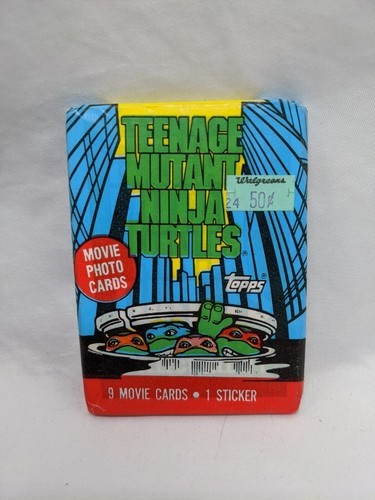 TEENAGE
MUTANT
NINJA
TURTLES®
Walgreens
24 50¢
MOVIE
PHOTO
CARDS
TOPPS®
9 MOVIE CARDS • 1 STICKER